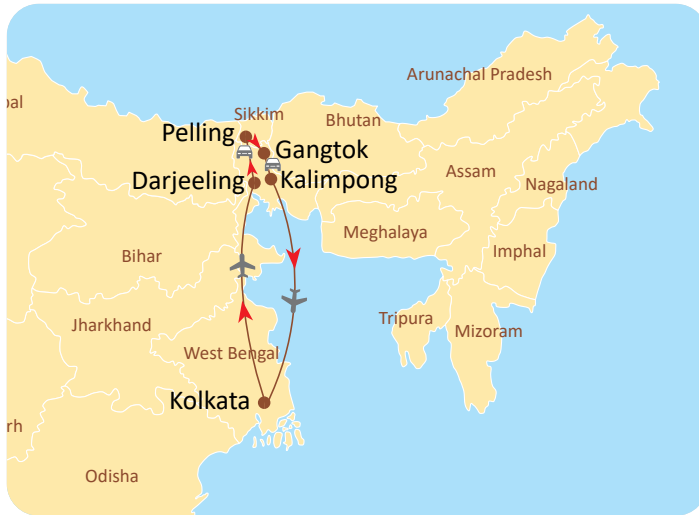 Arunachal Pradesh
pal
Sikkim
Bhutan
Pelling
Gangtok
Assam
Darjeeling
Kalimpong
Nagaland
Meghalaya
Imphal
Bihar
Tripura
Jharkhand
Mizoram
West Bengal
Kolkata
rh
Odisha